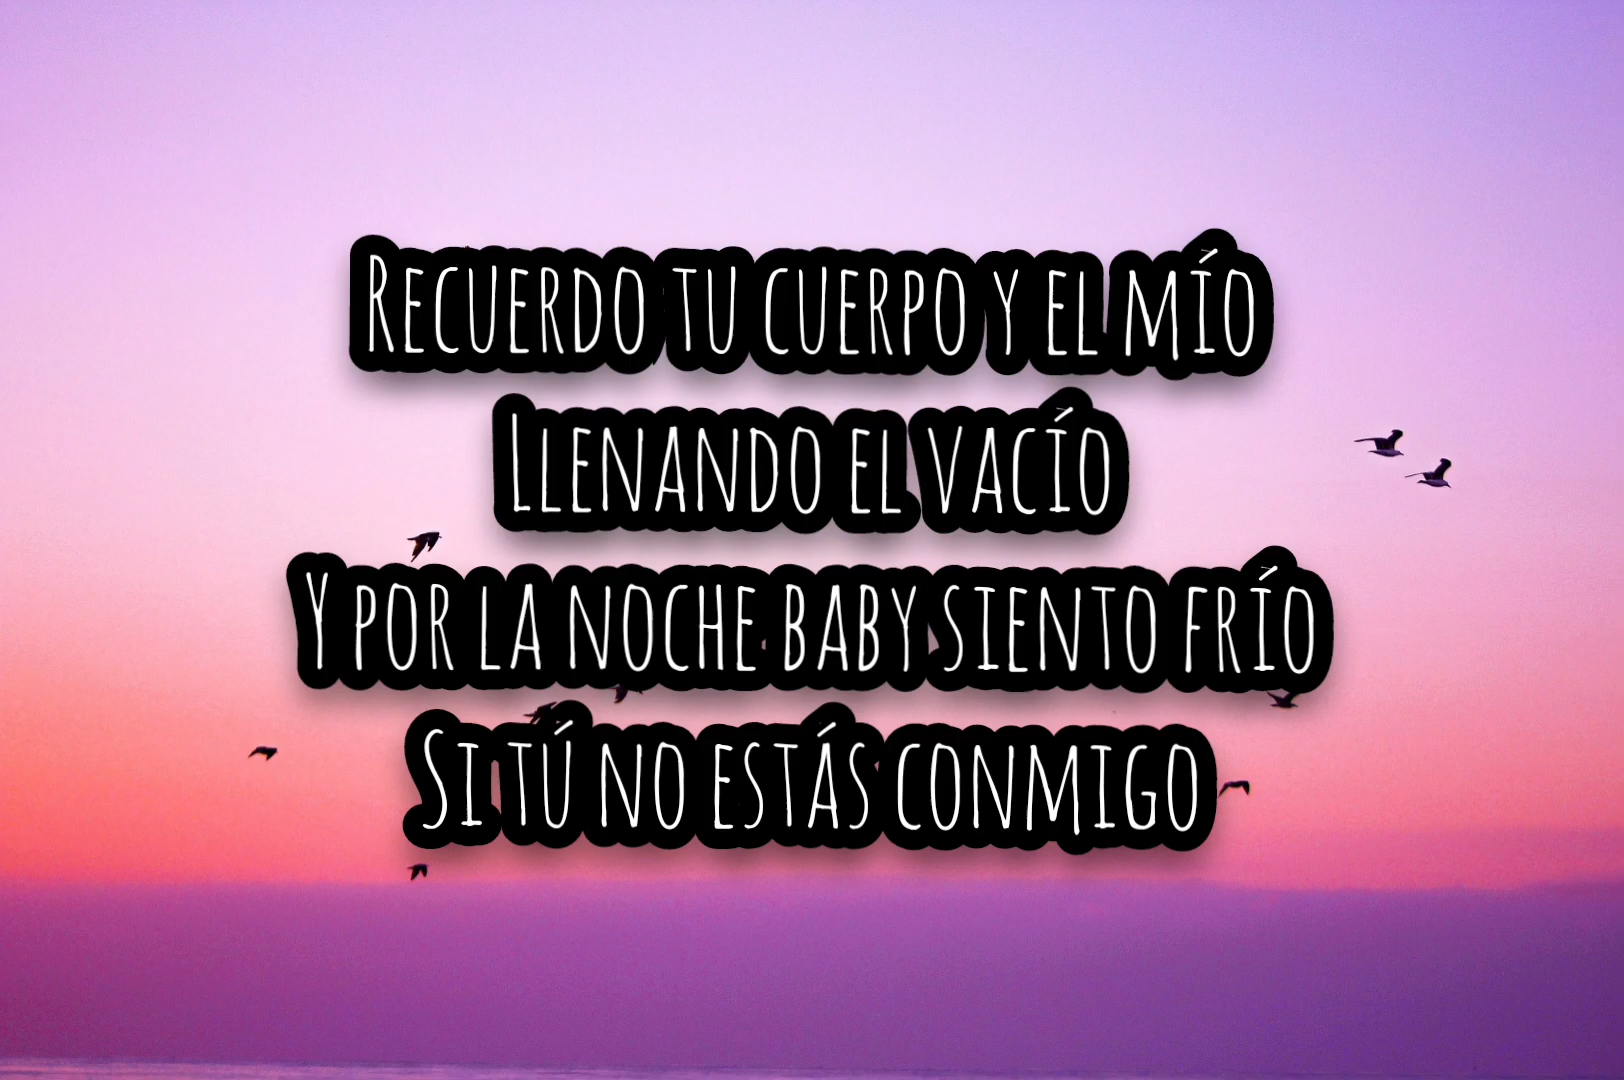 Recuerdo tu cuerpo y el mío
Llenando el vacío
Y por la noche baby siento frío
Si tú no estás conmigo